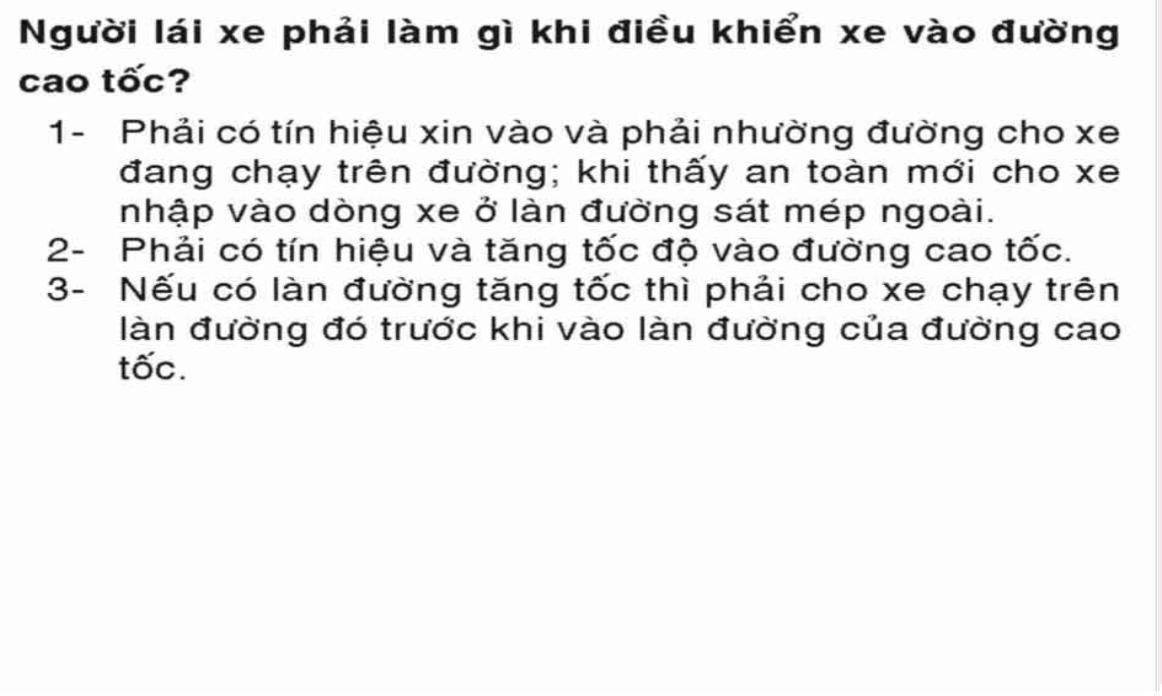 Người lái xe phải làm gì khi điều khiển xe vào đường
cao tốc?
1- Phải có tín hiệu xin vào và phải nhường đường cho xe
đang chạy trên đường; khi thấy an toàn mới cho xe
nhập vào dòng xe ở làn đường sát mép ngoài.
2- Phải có tín hiệu và tăng tốc độ vào đường cao tốc.
3- Nếu có làn đường tăng tốc thì phải cho xe chạy trên
làn đường đó trước khi vào làn đường của đường cao
tốc.